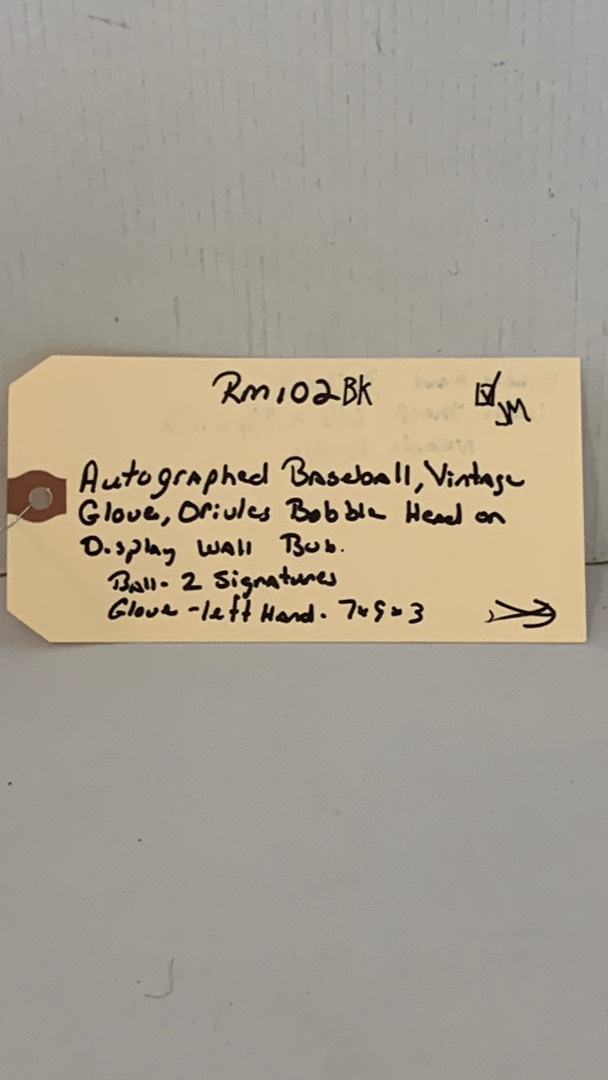 Rm102BK
JM
Autographed Baseball, Vintage
Glove, Oriules Bobble Head on
Display Wall Bub.
Ball - 2 Signatures
Glove - left Hand. 7x9x3